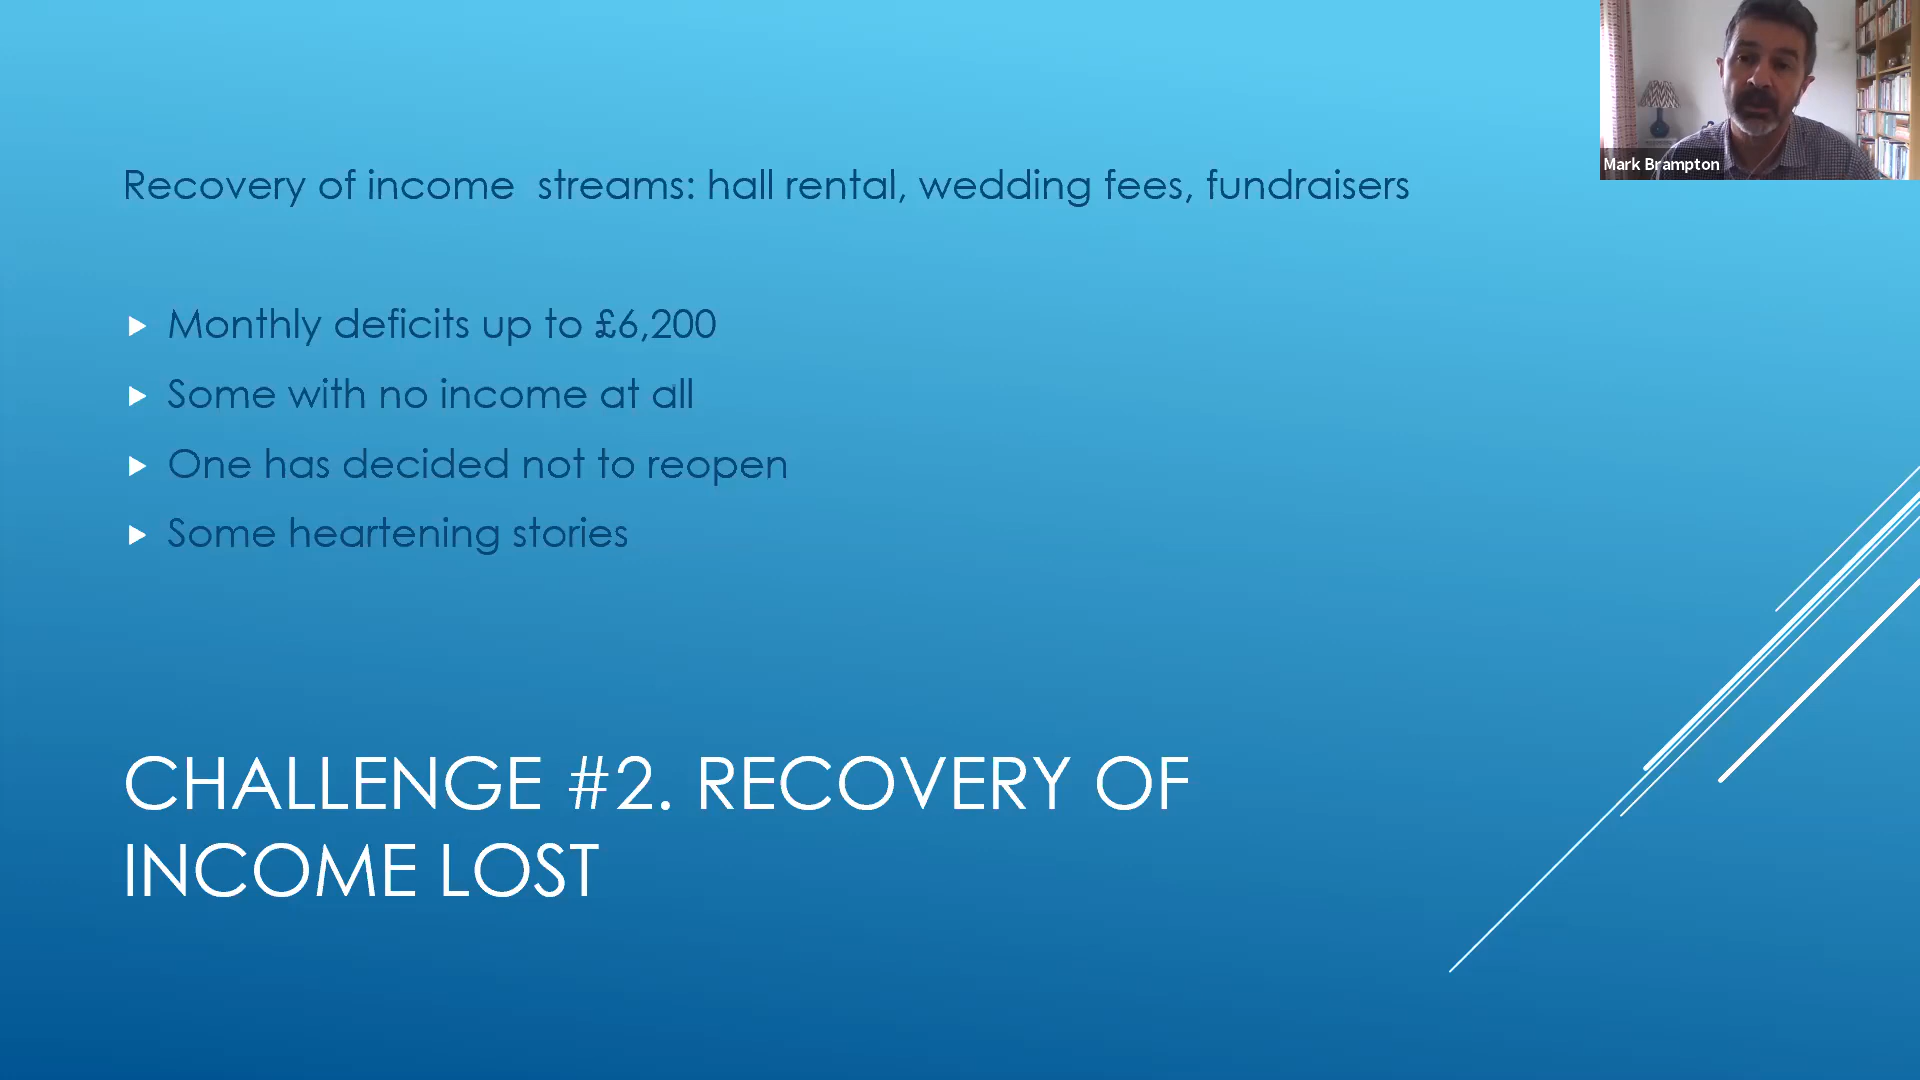 Mark Brampton
Recovery of income  streams: hall rental, wedding fees, fundraisers
Monthly deficits up to £6,200
Some with no income at all
One has decided not to reopen
Some heartening stories
CHALLENGE #2. RECOVERY OF
INCOME LOST